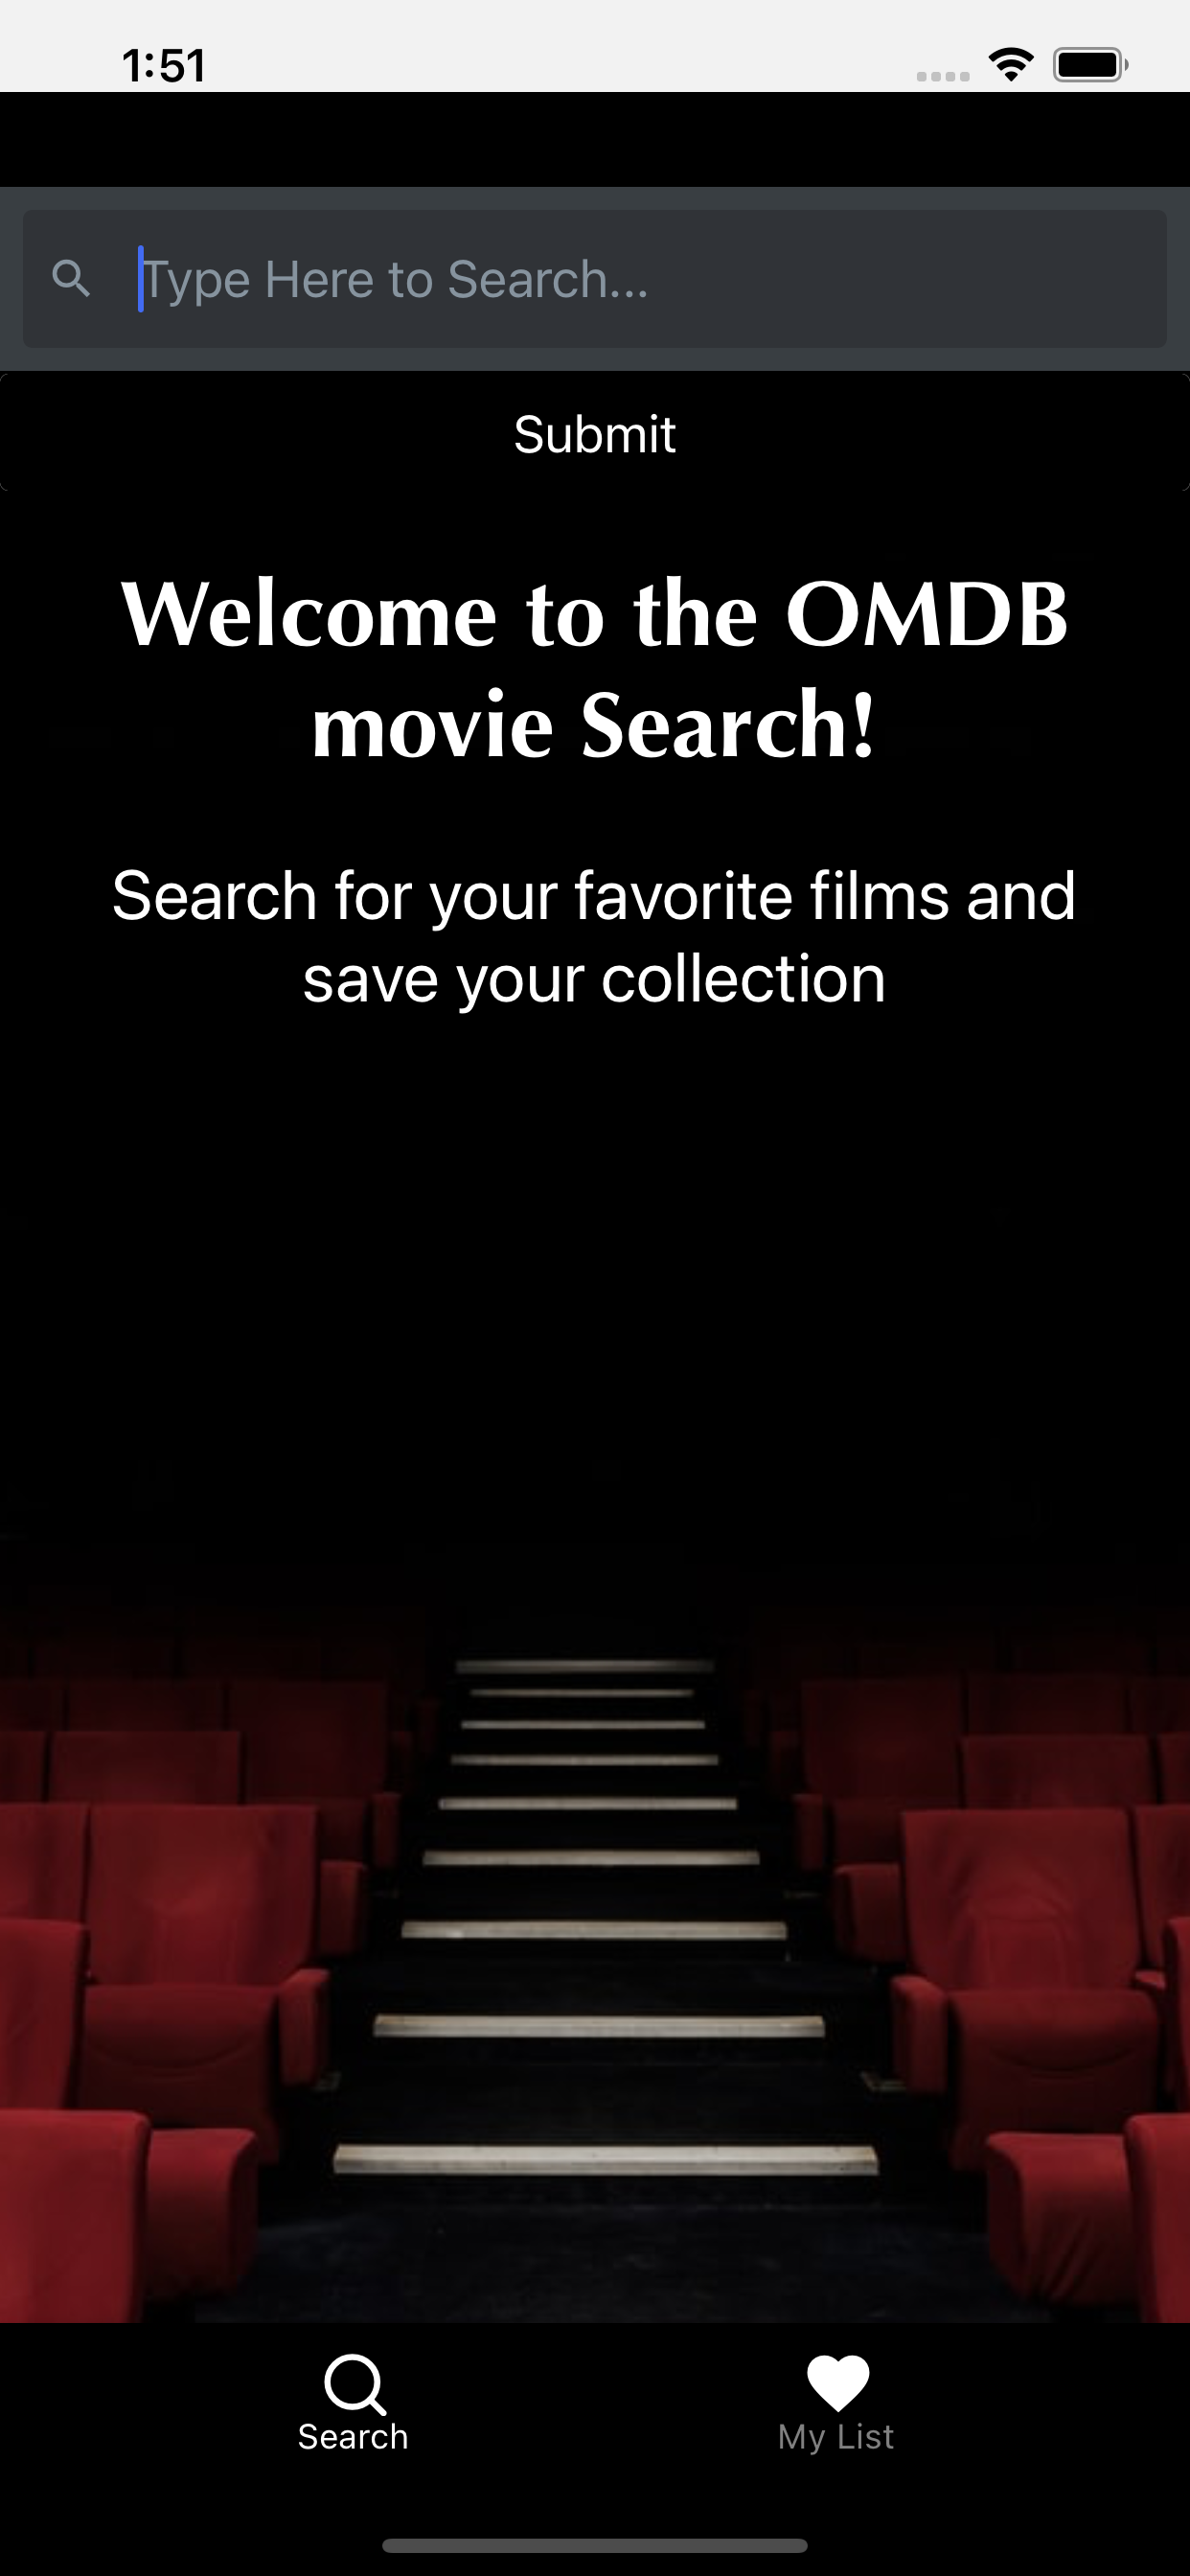 1:51
Type Here to Search...
Submit
Welcome to the OMDB
movie Search!
Search for your favorite films and
save your collection
Search
My List